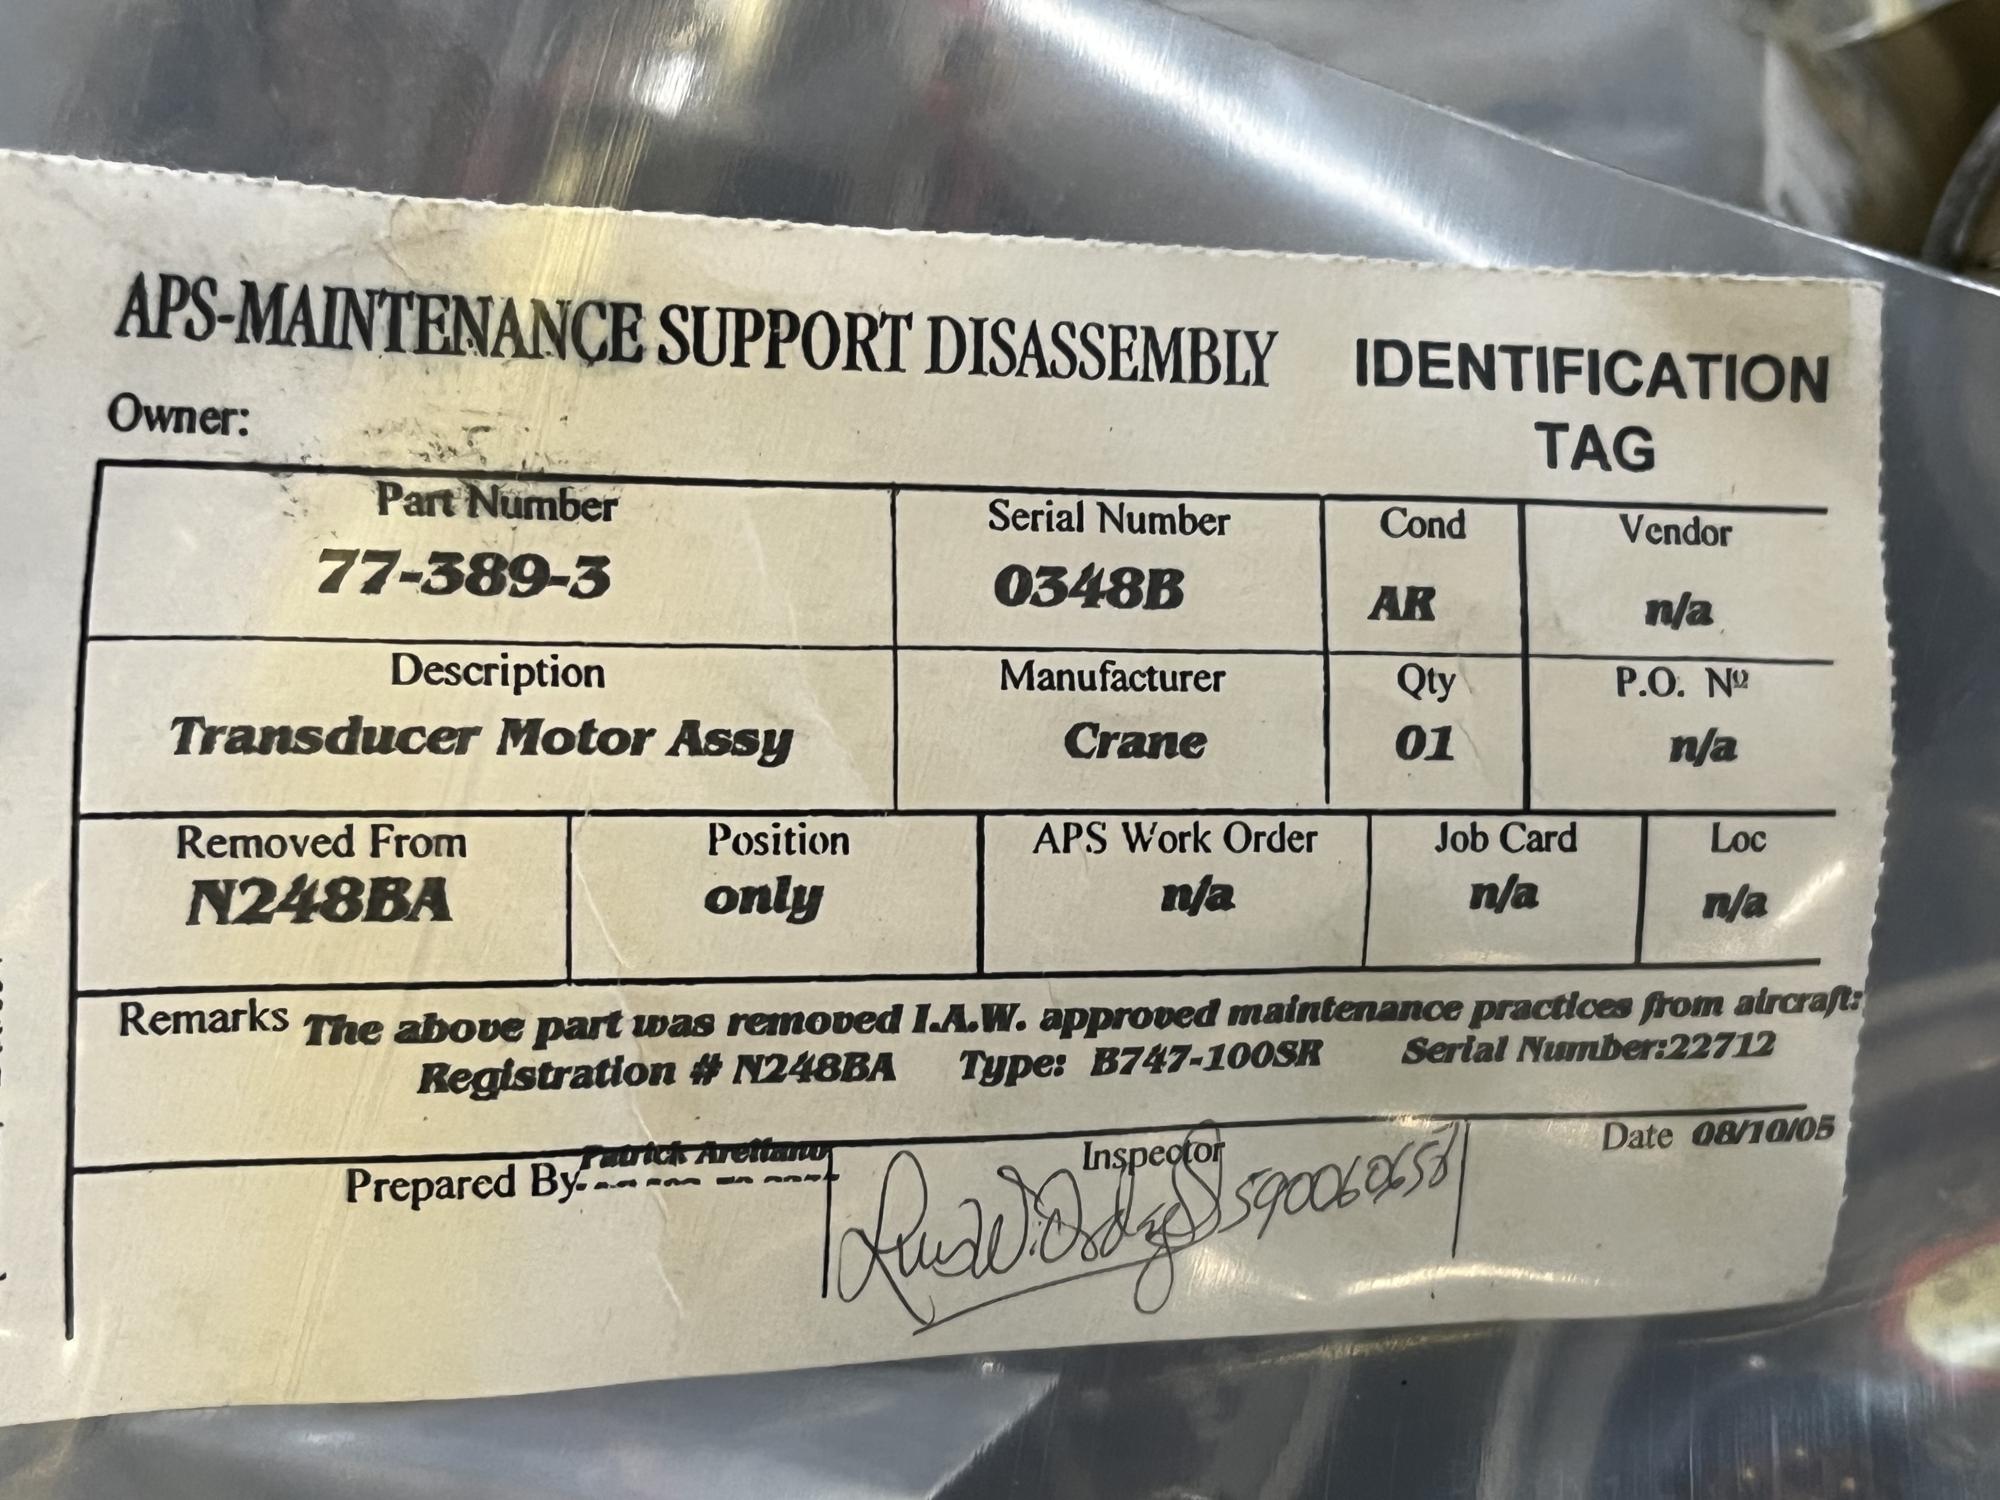 APS-MAINTENANCE SUPPORT DISASSEMBLY IDENTIFICATION TAG
Owner:
Part Number Serial Number Cond Vendor
77-389-3 0348B AR n/a
Description Manufacturer Qty P.O. Nº
Transducer Motor Assy Crane 01 n/a
Removed From Position APS Work Order Job Card Loc
N248BA only n/a n/a n/a
Remarks The above part was removed I.A.W. approved maintenance practices from aircraft:
Registration # N248BA Type: B747-100SR Serial Number:22712
Prepared By: Patrick Arellano Inspector Date 08/10/05